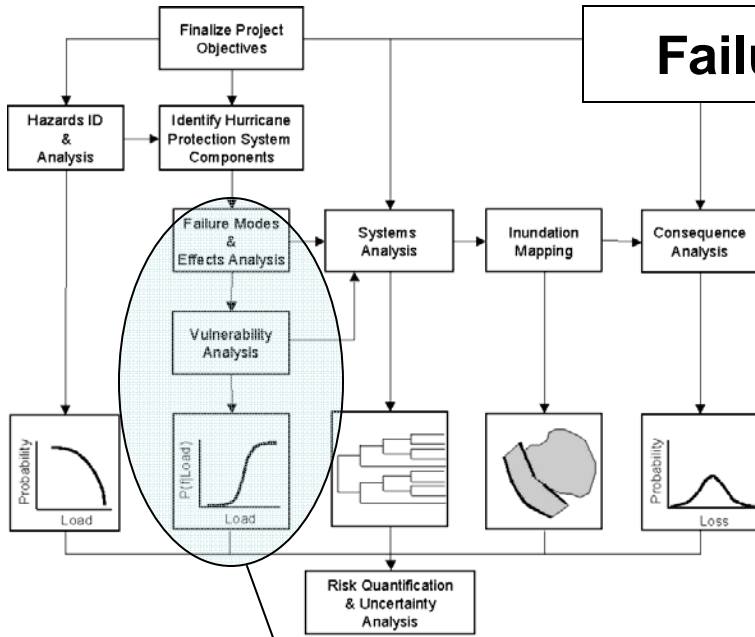 Finalize Project
Objectives
Hazards ID
&
Analysis
Identify Hurricane
Protection System
Components
Failure Modes
&
Effects Analysis
Systems
Analysis
Inundation
Mapping
Consequence
Analysis
Vulnerability
Analysis
Probability
Load
P(f|Load)
Load
Probability
Loss
Risk Quantification
& Uncertainty
Analysis